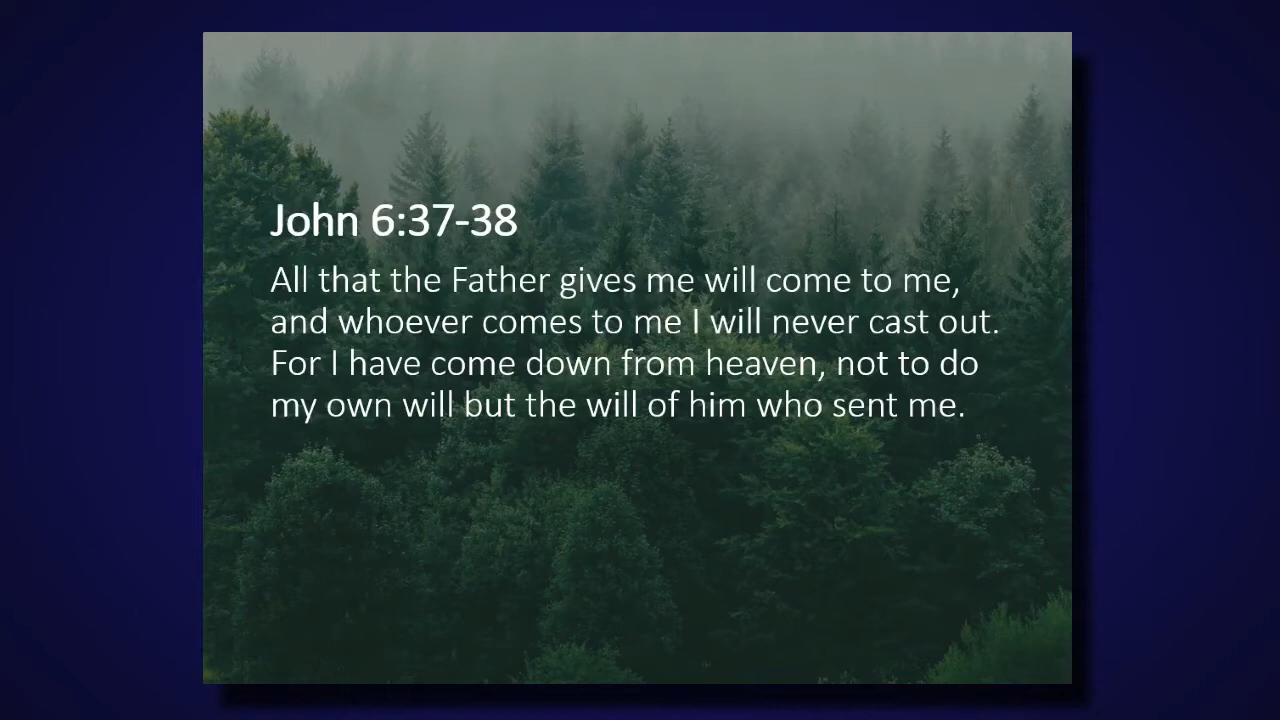 John 6:37-38
All that the Father gives me will come to me,
and whoever comes to me I will never cast out.
For I have come down from heaven, not to do
my own will but the will of him who sent me.